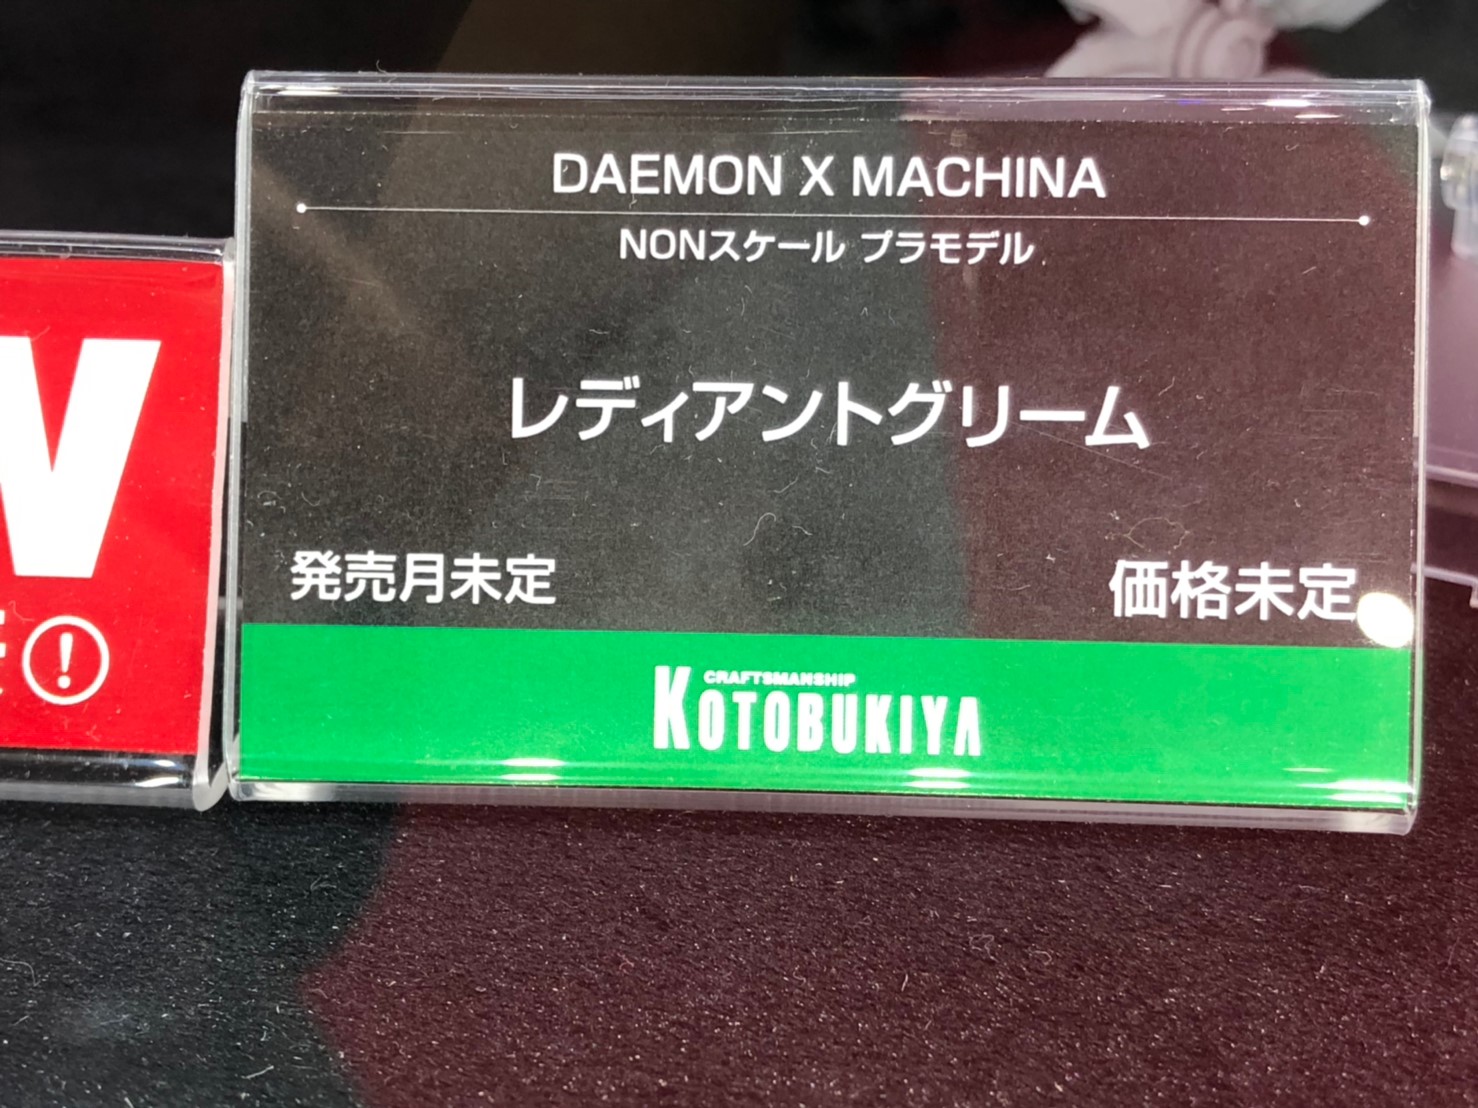 DAEMON X MACHINA
NONスケール プラモデル
レディアントグリーム
発売月未定
価格未定
CRAFTSMANSHIP
KOTOBUKIYA
W
!